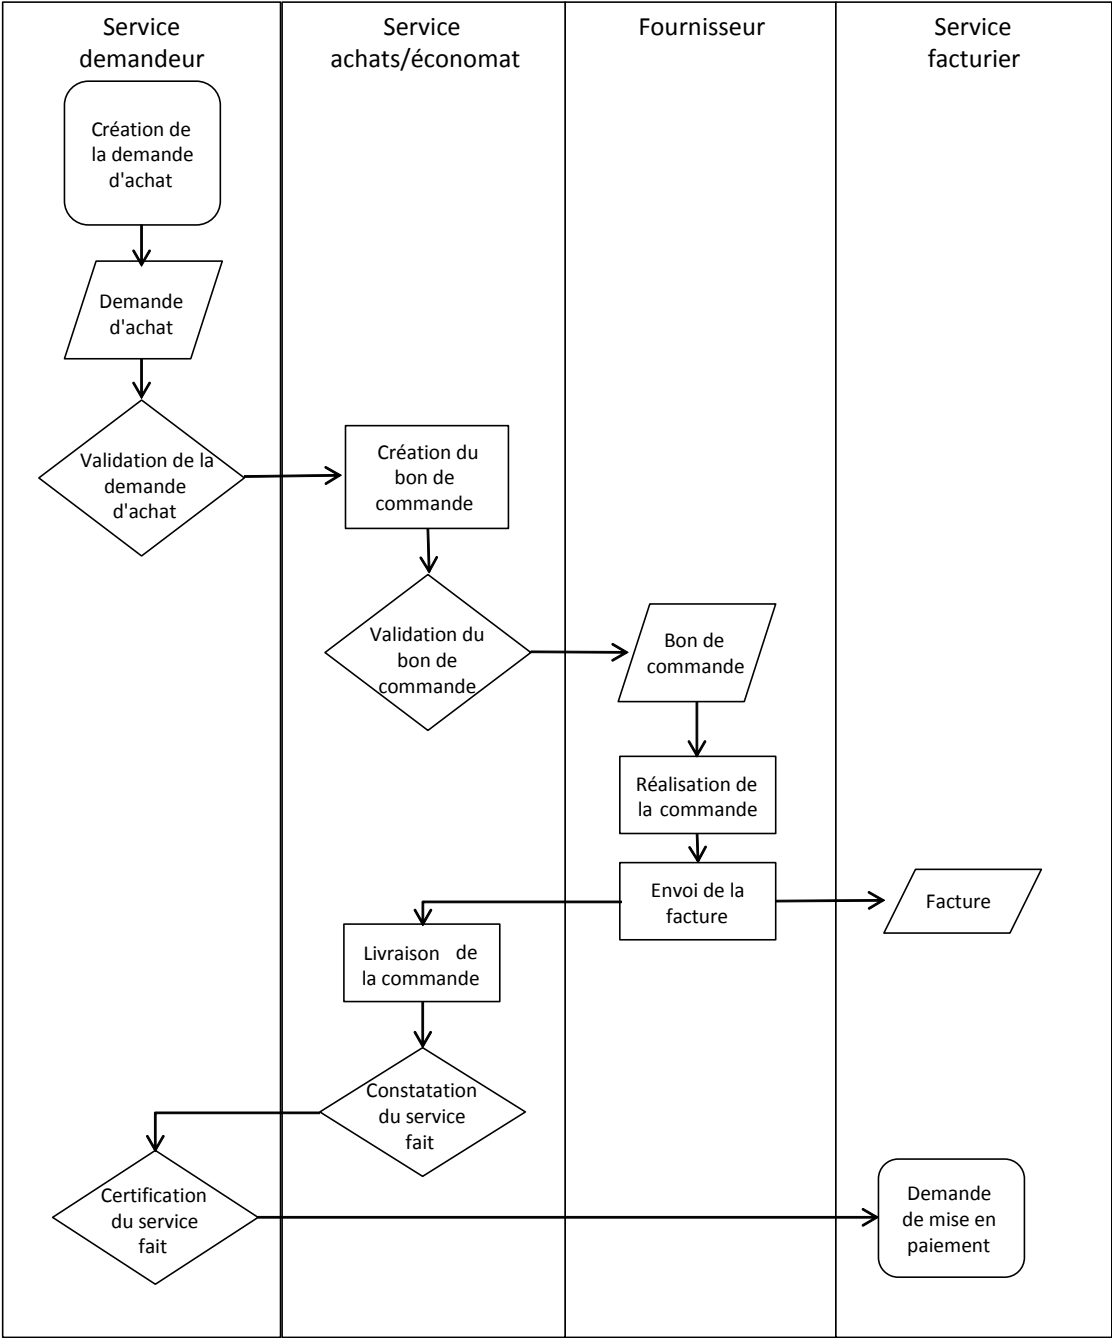 Service
demandeur
Service
achats/économat
Fournisseur
Service
facturier
Création de
la demande
d'achat
Demande
d'achat
Validation de la
demande
d'achat
Création du
bon de
commande
Validation du
bon de
commande
Bon de
commande
Réalisation de
la commande
Envoi de la
facture
Facture
Livraison de
la commande
Constatation
du service
fait
Certification
du service
fait
Demande
de mise en
paiement